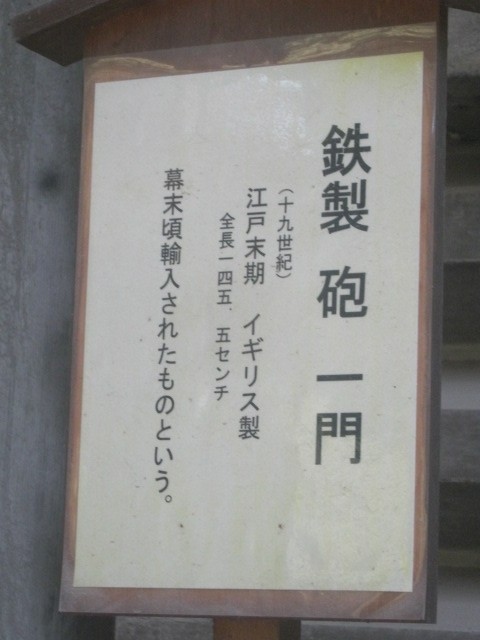 鉄製 砲 一門
(十九世紀)
江戸末期 イギリス製
全長一四五.五センチ
幕末頃輸入されたものという。